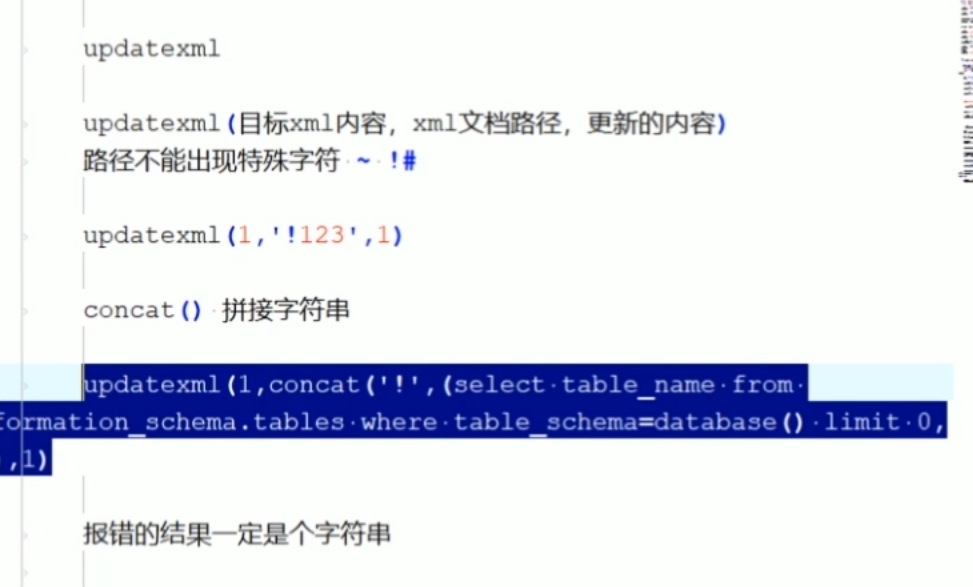 updatexml
updatexml(目标xml内容，xml文档路径，更新的内容)
路径不能出现特殊字符 ~ !#
updatexml(1,'!123',1)
concat() 拼接字符串
updatexml(1,concat('!',(select table_name from
formation_schema.tables where table_schema=database() limit 0,
,1)
报错的结果一定是个字符串